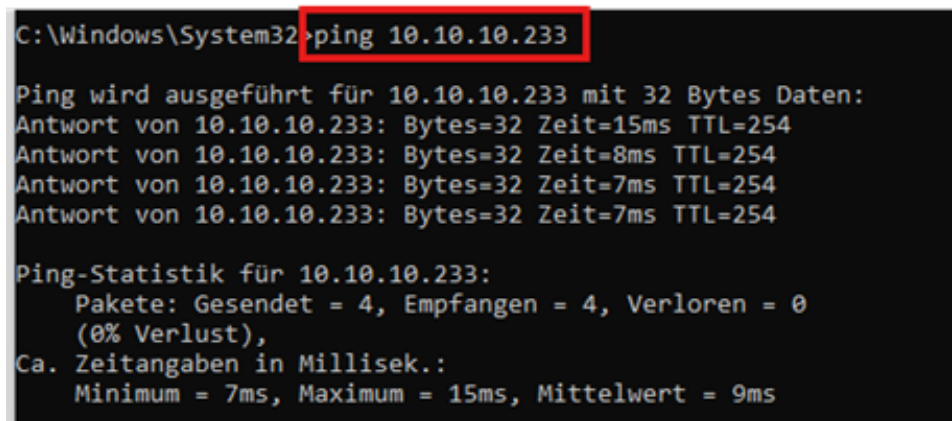 C:\Windows\System32>ping 10.10.10.233
Ping wird ausgeführt für 10.10.10.233 mit 32 Bytes Daten:
Antwort von 10.10.10.233: Bytes=32 Zeit=15ms TTL=254
Antwort von 10.10.10.233: Bytes=32 Zeit=8ms TTL=254
Antwort von 10.10.10.233: Bytes=32 Zeit=7ms TTL=254
Antwort von 10.10.10.233: Bytes=32 Zeit=7ms TTL=254
Ping-Statistik für 10.10.10.233:
Pakete: Gesendet = 4, Empfangen = 4, Verloren = 0
(0% Verlust),
Ca. Zeitangaben in Millisek.:
Minimum = 7ms, Maximum = 15ms, Mittelwert = 9ms